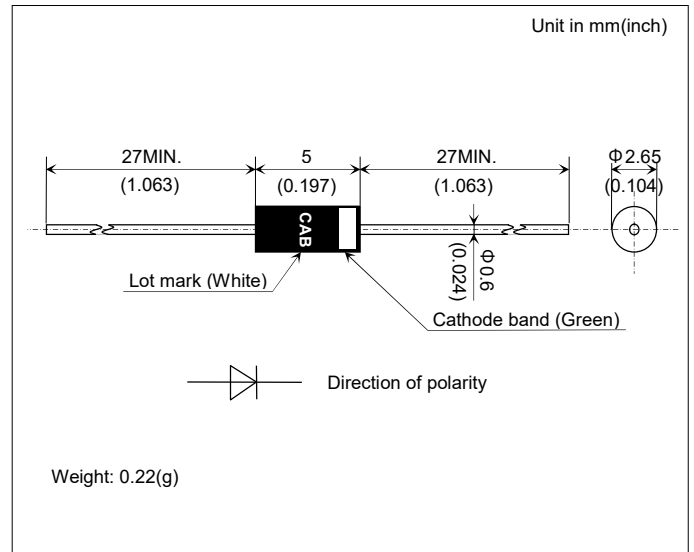 Unit in mm(inch)
27MIN.
(1.063)
5
(0.197)
27MIN.
(1.063)
Φ2.65
(0.104)
CAB
Φ0.6
(0.024)
Lot mark (White)
Cathode band (Green)
Direction of polarity
Weight: 0.22(g)